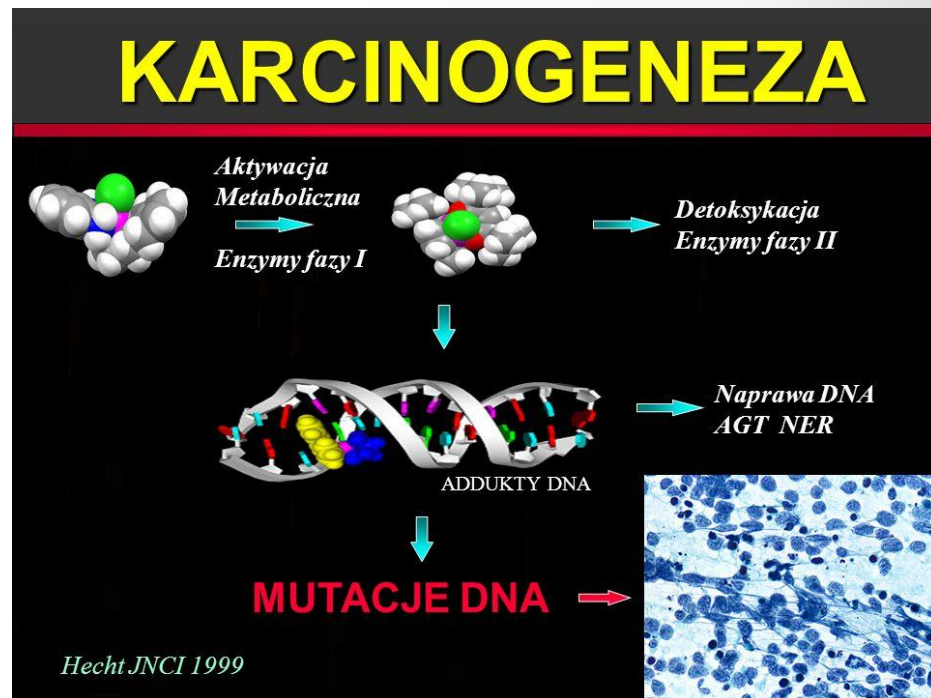 KARCINOGENEZA
Aktywacja
Metaboliczna
Enzymy fazy I
Detoksykacja
Enzymy fazy II
Naprawa DNA
AGT NER
ADDUKTY DNA
MUTACJE DNA
Hecht JNCI 1999